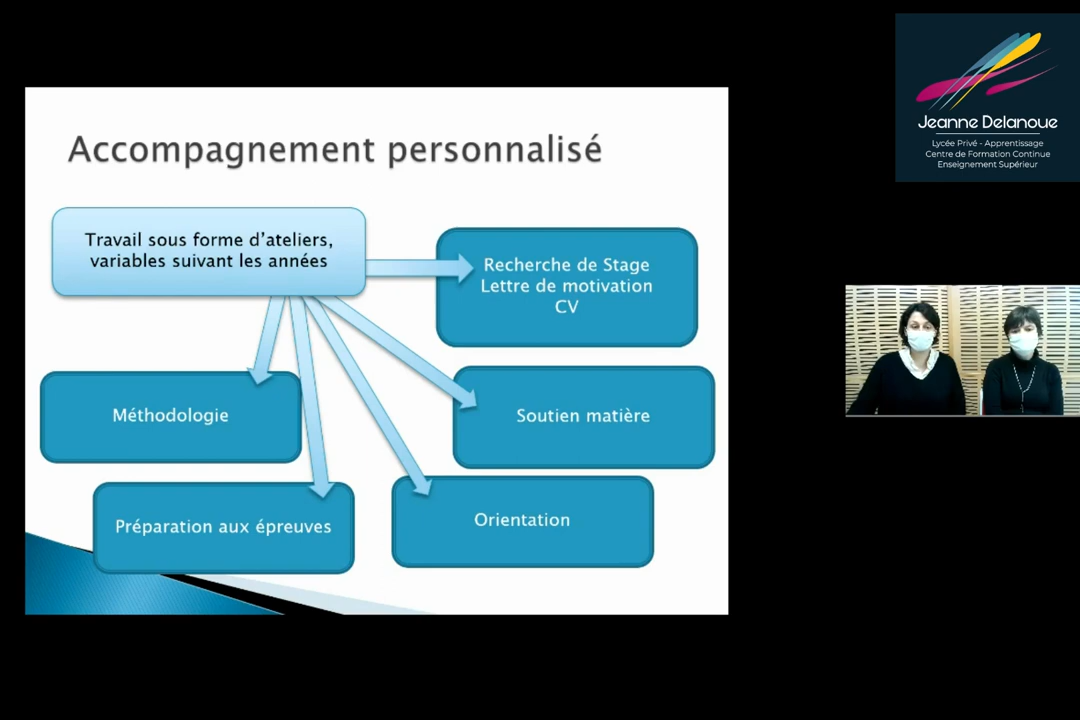 Accompagnement personnalisé
Travail sous forme d'ateliers,
variables suivant les années
Recherche de Stage
Lettre de motivation
CV
Méthodologie
Soutien matière
Préparation aux épreuves
Orientation
Jeanne Delanoue
Lycée Privé - Apprentissage
Centre de Formation Continue
Enseignement Supérieur